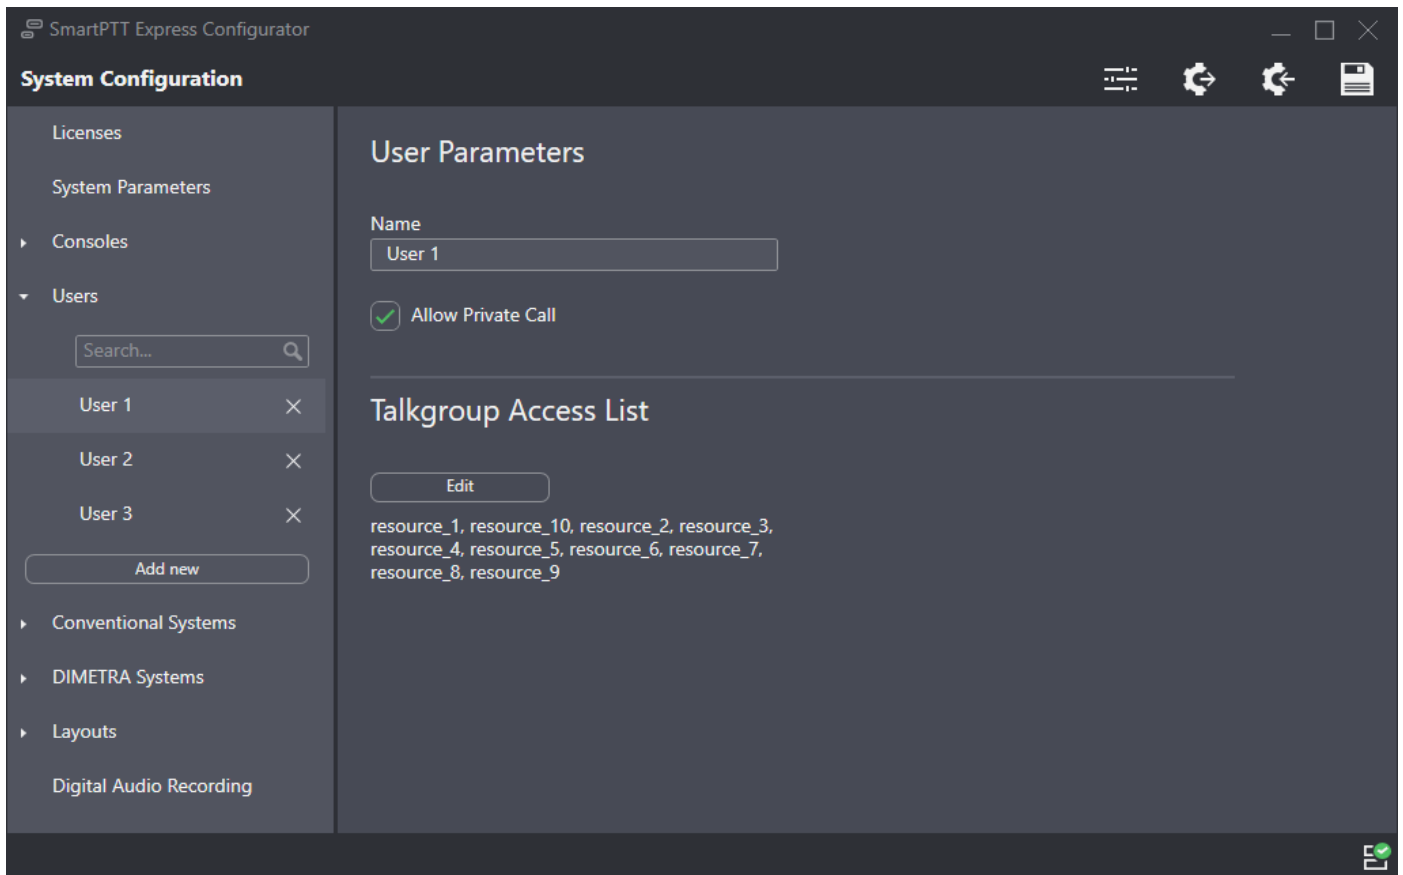 SmartPTT Express Configurator
System Configuration
Licenses
System Parameters
Consoles
Users
Search...
User 1
User 2
User 3
Add new
Conventional Systems
DIMETRA Systems
Layouts
Digital Audio Recording
User Parameters
Name
User 1
Allow Private Call
Talkgroup Access List
Edit
resource_1, resource_10, resource_2, resource_3,
resource_4, resource_5, resource_6, resource_7,
resource_8, resource_9